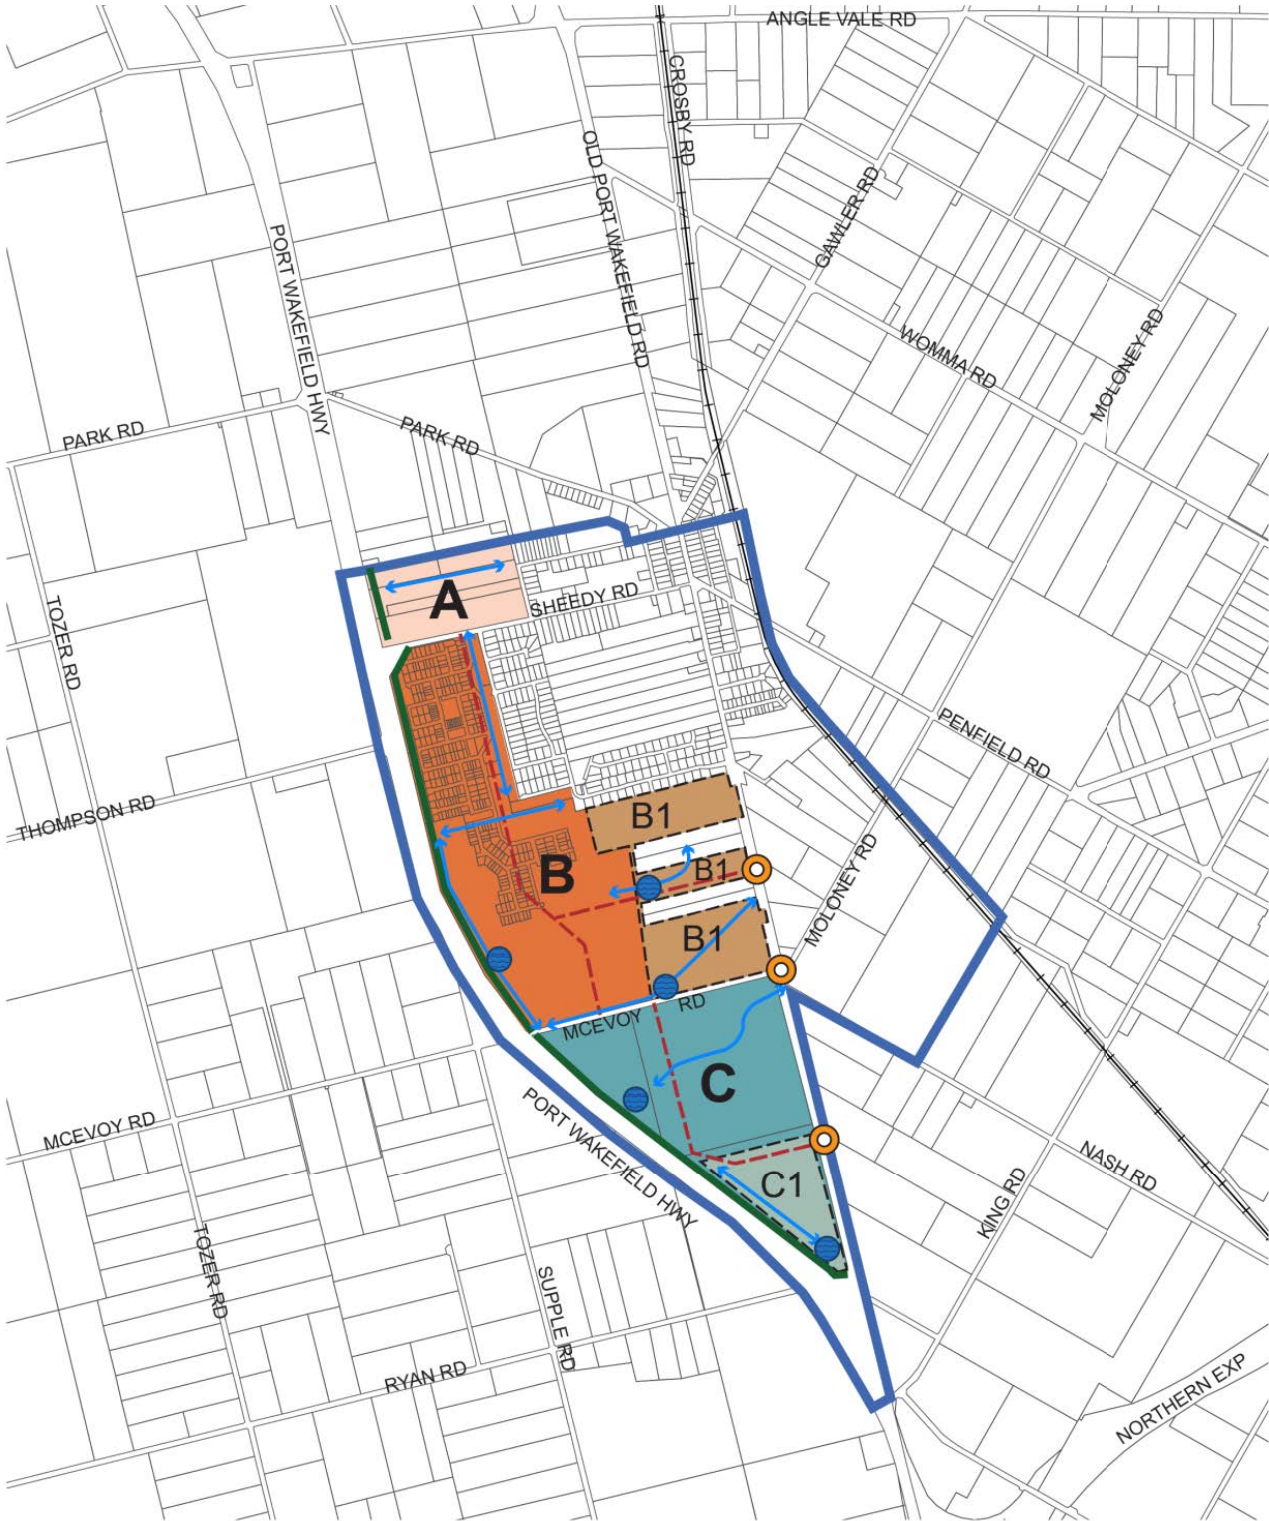 ANGLE VALE RD
CROSBY RD
OLD PORT WAKEFIELD RD
GAWLER RD
PORT WAKEFIELD HWY
WOMMA RD
MOLONEY RD
PARK RD
PARK RD
A
SHEEDY RD
TOZER RD
PENFIELD RD
THOMPSON RD
B1
B
B1
MOLONEY RD
B1
MCEVOY RD
C
MCEVOY RD
PORT WAKEFIELD HWY
C1
NASH RD
KING RD
TOZER RD
SUPPLE RD
RYAN RD
NORTHERN EXP